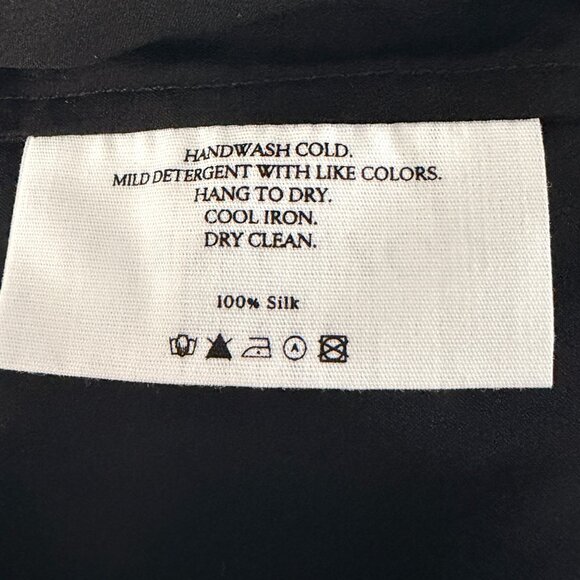 HANDWASH COLD.
MILD DETERGENT WITH LIKE COLORS.
HANG TO DRY.
COOL IRON.
DRY CLEAN.
100% Silk
A